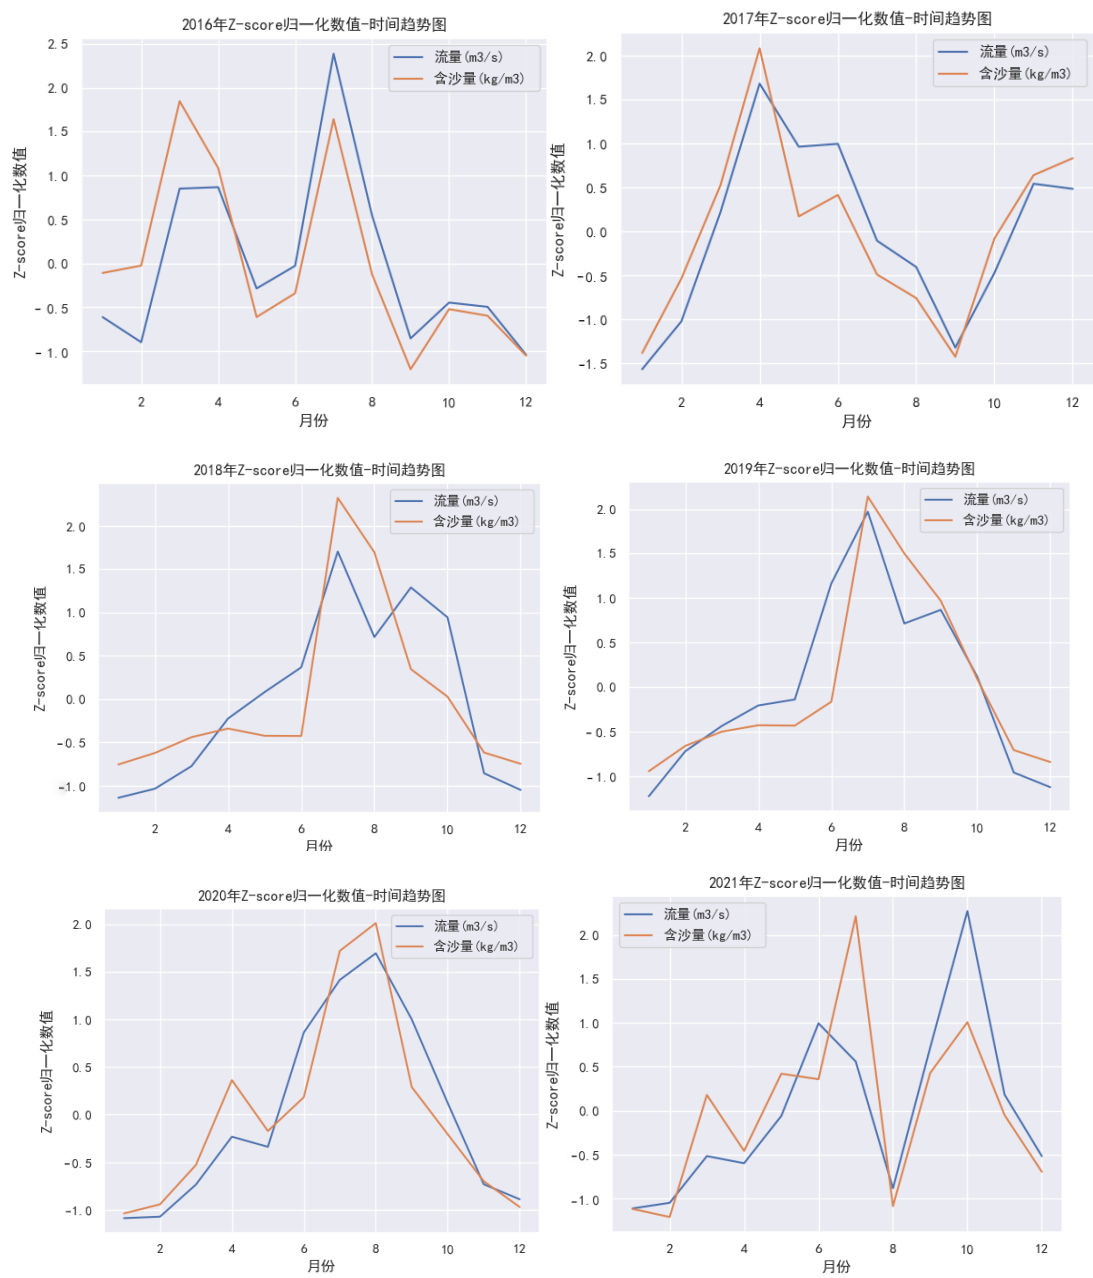 2016年Z-score归一化数值-时间趋势图
流量(m3/s)
含沙量(kg/m3)
Z-score归一化数值
2.5
2.0
1.5
1.0
0.5
0.0
-0.5
-1.0
2 4 6 8 10 12
月份
2017年Z-score归一化数值-时间趋势图
流量(m3/s)
含沙量(kg/m3)
Z-score归一化数值
2.0
1.5
1.0
0.5
0.0
-0.5
-1.0
-1.5
2 4 6 8 10 12
月份
2018年Z-score归一化数值-时间趋势图
流量(m3/s)
含沙量(kg/m3)
Z-score归一化数值
2.0
1.5
1.0
0.5
0.0
-0.5
-1.0
2 4 6 8 10 12
月份
2019年Z-score归一化数值-时间趋势图
流量(m3/s)
含沙量(kg/m3)
Z-score归一化数值
2.0
1.5
1.0
0.5
0.0
-0.5
-1.0
2 4 6 8 10 12
月份
2020年Z-score归一化数值-时间趋势图
流量(m3/s)
含沙量(kg/m3)
Z-score归一化数值
2.0
1.5
1.0
0.5
0.0
-0.5
-1.0
2 4 6 8 10 12
月份
2021年Z-score归一化数值-时间趋势图
流量(m3/s)
含沙量(kg/m3)
Z-score归一化数值
2.0
1.5
1.0
0.5
0.0
-0.5
-1.0
2 4 6 8 10 12
月份